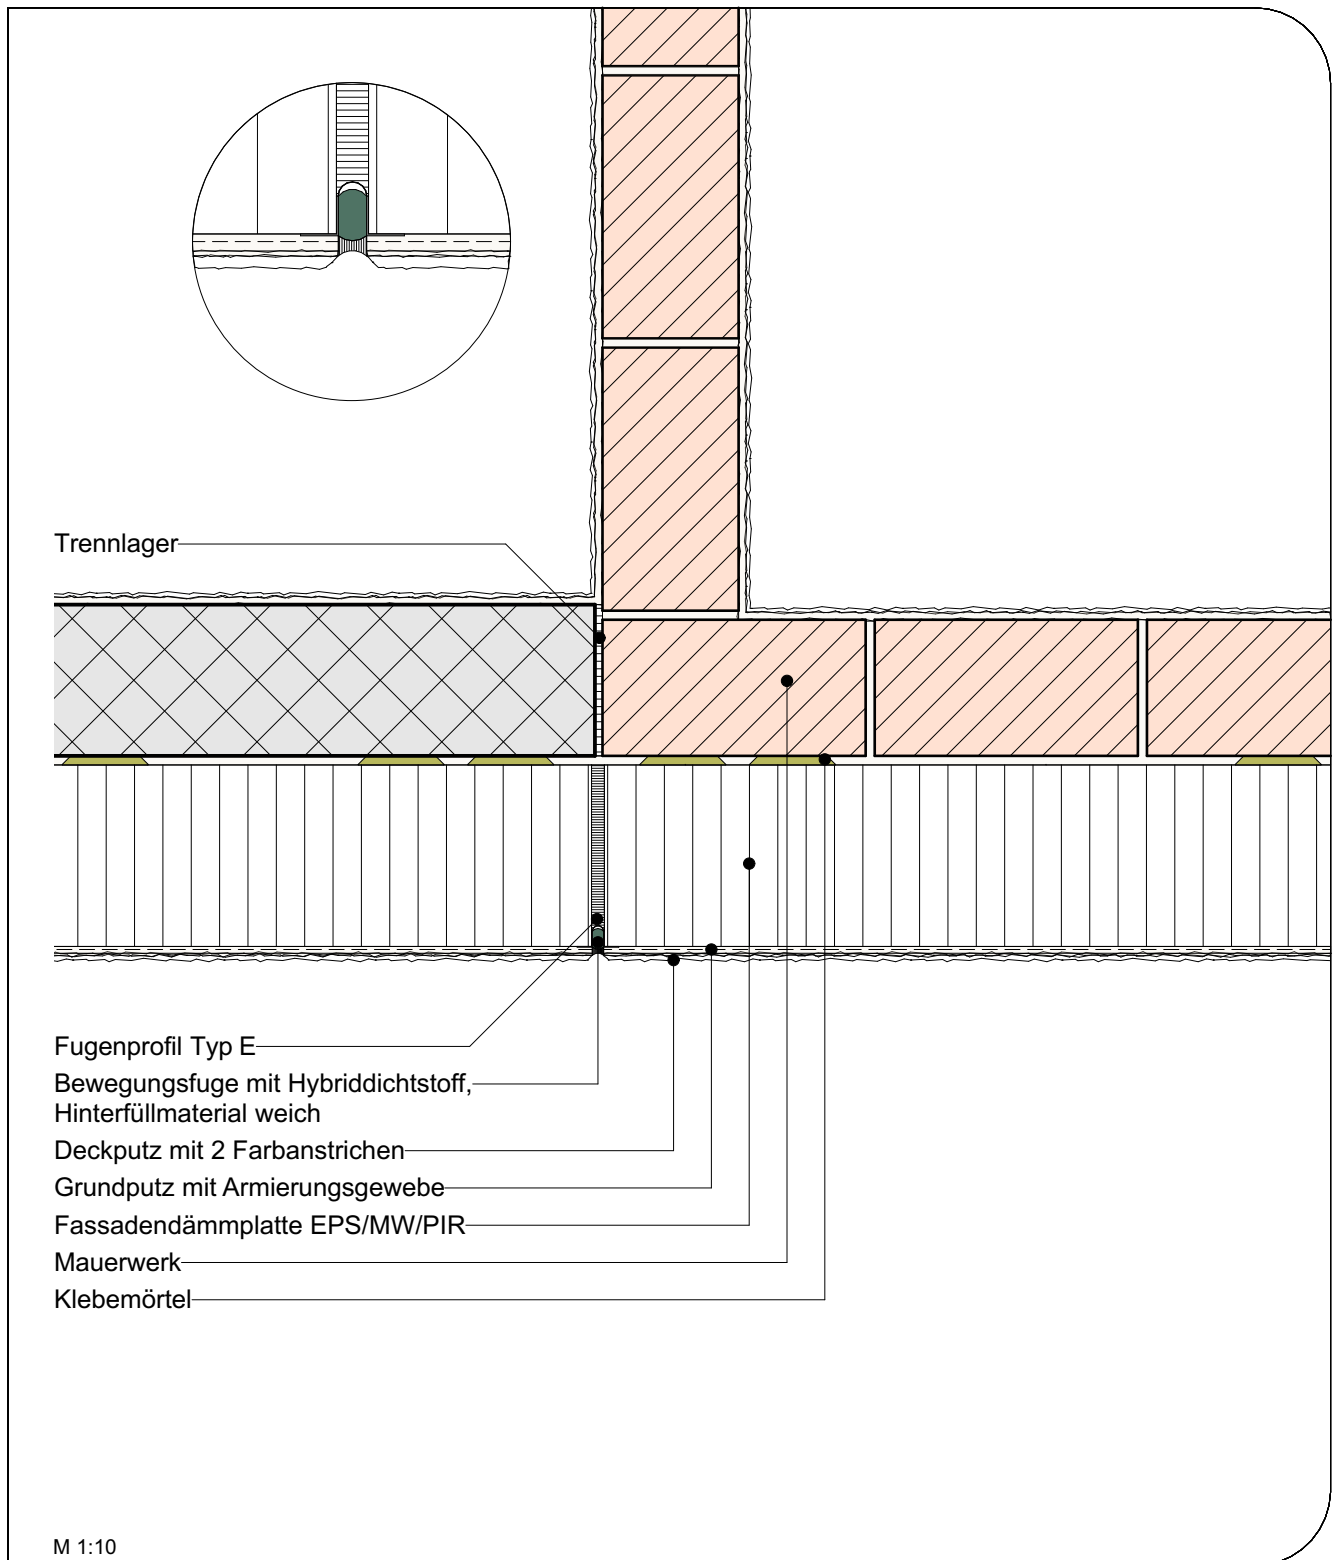 Trennlager
Fugenprofil Typ E
Bewegungsfuge mit Hybriddichtstoff,
Hinterfüllmaterial weich
Deckputz mit 2 Farbanstrichen
Grundputz mit Armierungsgewebe
Fassadendämmplatte EPS/MW/PIR
Mauerwerk
Klebemörtel
M 1:10